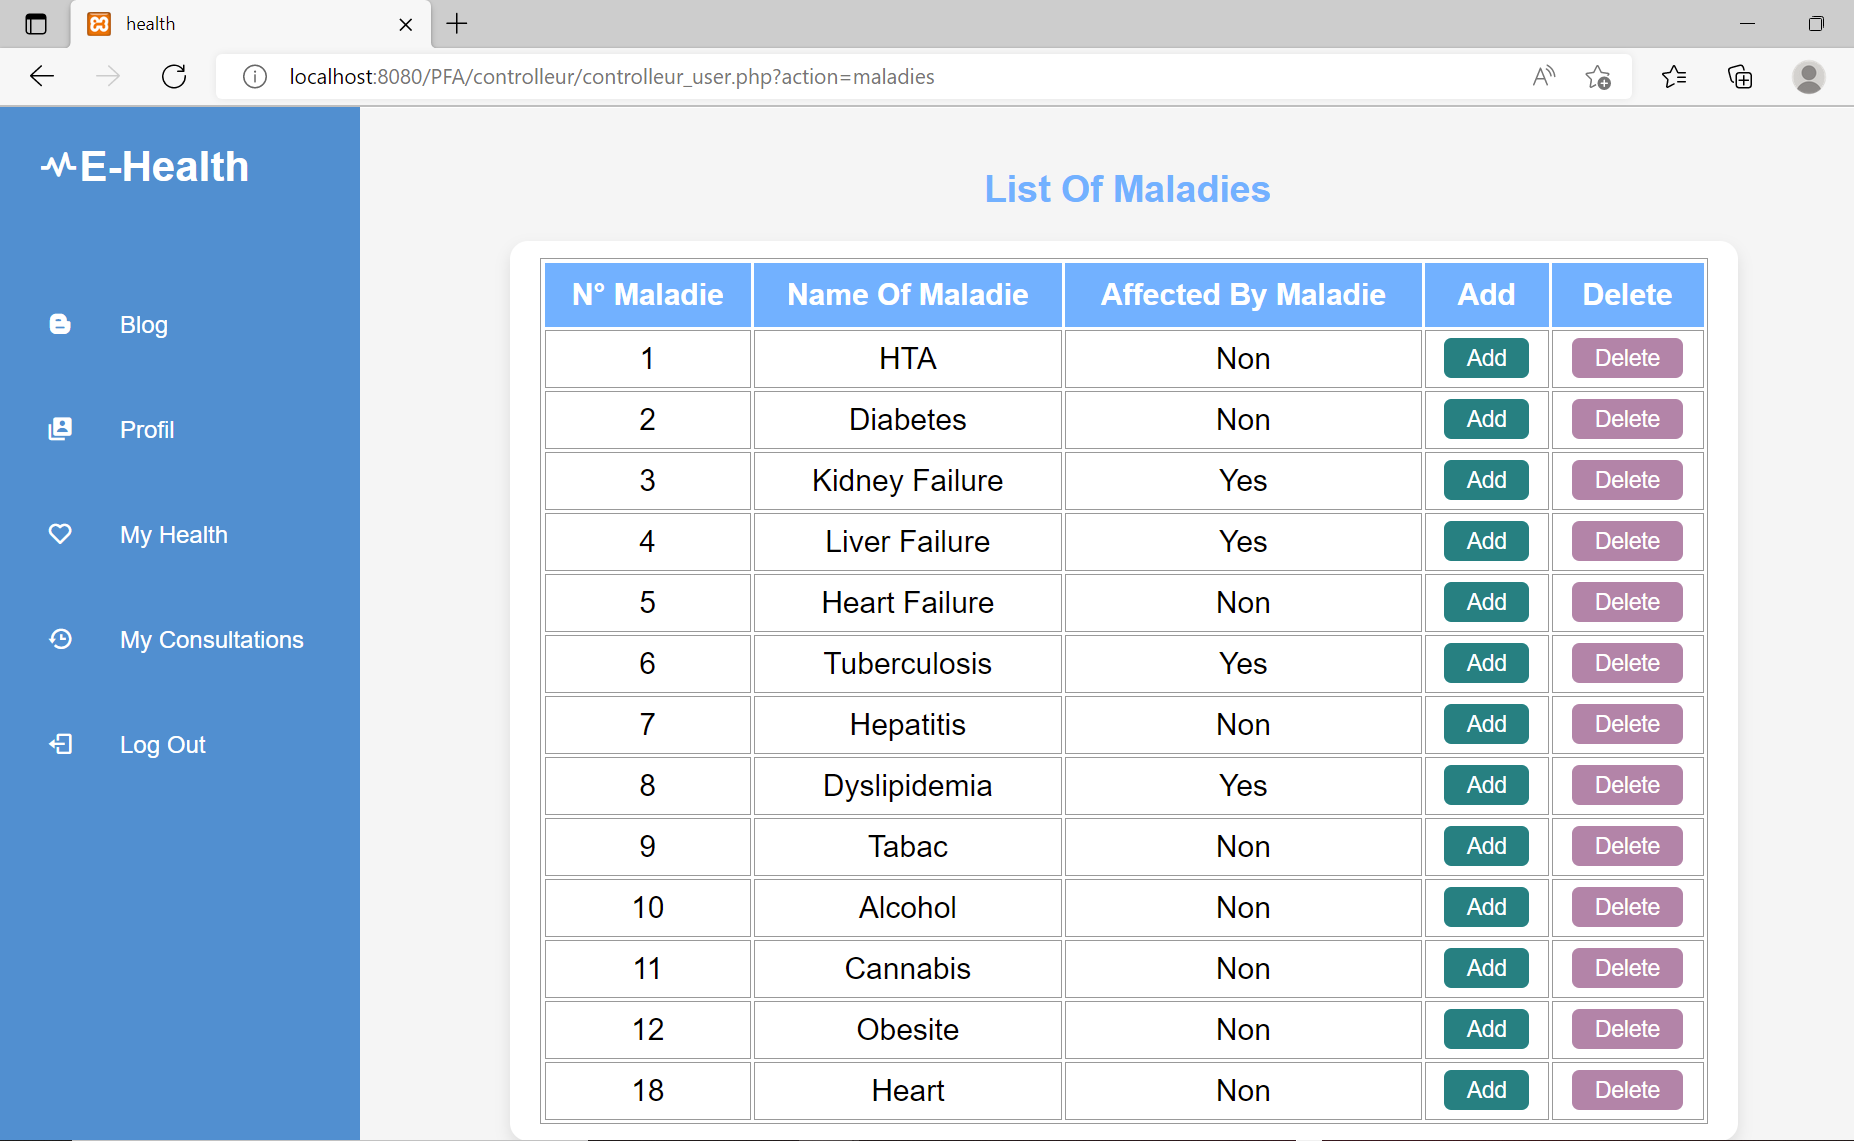 health
localhost:8080/PFA/controlleur/controlleur_user.php?action=maladies
E-Health
Blog
Profil
My Health
My Consultations
Log Out
List Of Maladies
N° Maladie Name Of Maladie Affected By Maladie Add Delete
1 HTA Non Add Delete
2 Diabetes Non Add Delete
3 Kidney Failure Yes Add Delete
4 Liver Failure Yes Add Delete
5 Heart Failure Non Add Delete
6 Tuberculosis Yes Add Delete
7 Hepatitis Non Add Delete
8 Dyslipidemia Yes Add Delete
9 Tabac Non Add Delete
10 Alcohol Non Add Delete
11 Cannabis Non Add Delete
12 Obesite Non Add Delete
18 Heart Non Add Delete